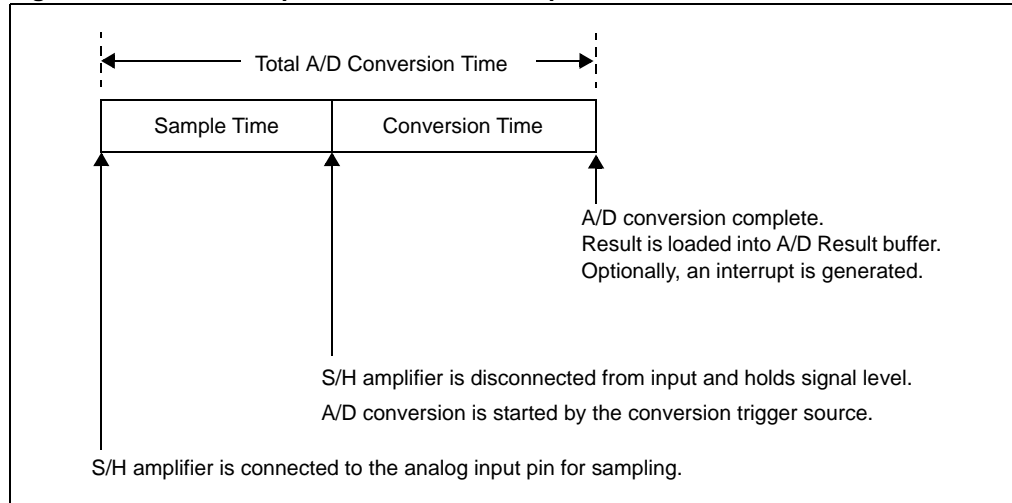 Total A/D Conversion Time
Sample Time
Conversion Time
A/D conversion complete.
Result is loaded into A/D Result buffer.
Optionally, an interrupt is generated.
S/H amplifier is disconnected from input and holds signal level.
A/D conversion is started by the conversion trigger source.
S/H amplifier is connected to the analog input pin for sampling.